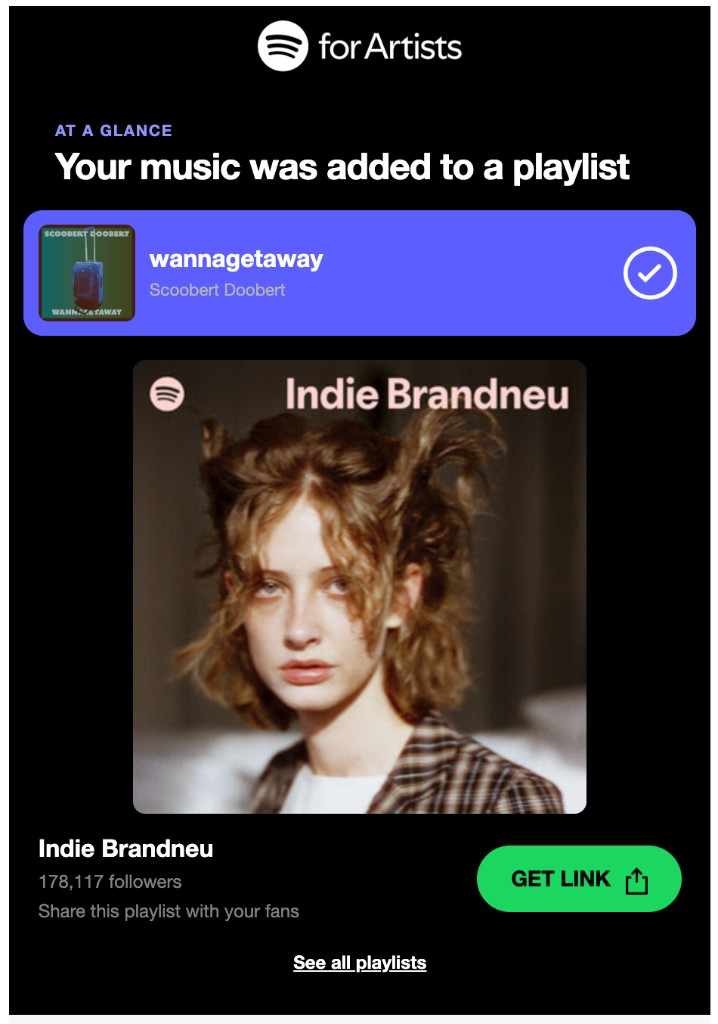 for Artists
AT A GLANCE
Your music was added to a playlist
SCOOBERT DOOBERT
WANNAGETAWAY
wannagetaway
Scoobert Doobert
Indie Brandneu
Indie Brandneu
178,117 followers
Share this playlist with your fans
GET LINK
See all playlists